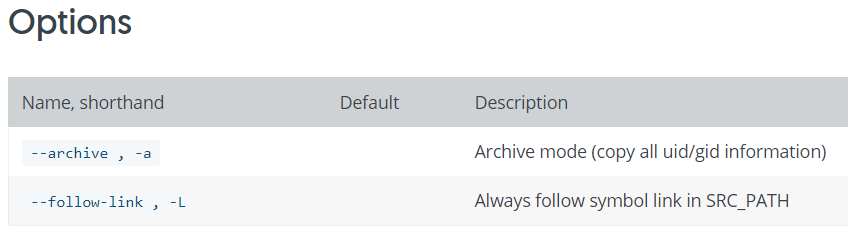 Options
Name, shorthand Default Description
--archive , -a Archive mode (copy all uid/gid information)
--follow-link , -L Always follow symbol link in SRC_PATH